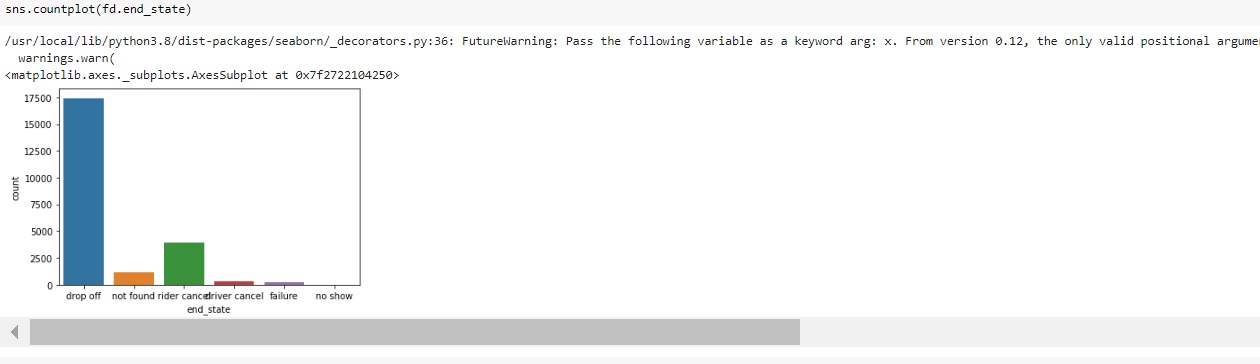 sns.countplot(fd.end_state)
/usr/local/lib/python3.8/dist-packages/seaborn/_decorators.py:36: FutureWarning: Pass the following variable as a keyword arg: x. From version 0.12, the only valid positional argume
warnings.warn(
<matplotlib.axes._subplots.AxesSubplot at 0x7f2722104250>
17500
15000
12500
10000
7500
5000
2500
0
count
drop off not found rider cancel driver cancel failure no show
end_state